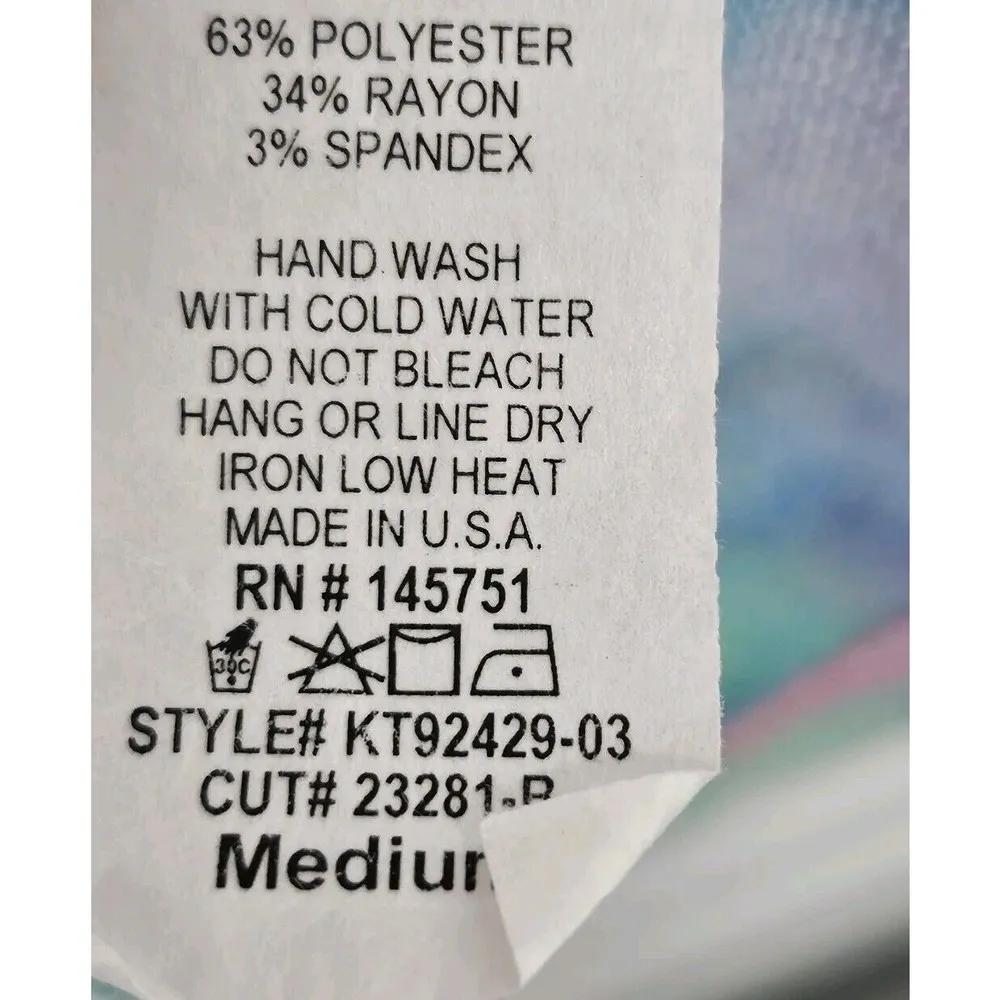 63% POLYESTER
34% RAYON
3% SPANDEX
HAND WASH
WITH COLD WATER
DO NOT BLEACH
HANG OR LINE DRY
IRON LOW HEAT
MADE IN U.S.A.
RN # 145751
30C
STYLE# KT92429-03
CUT# 23281-
Mediu